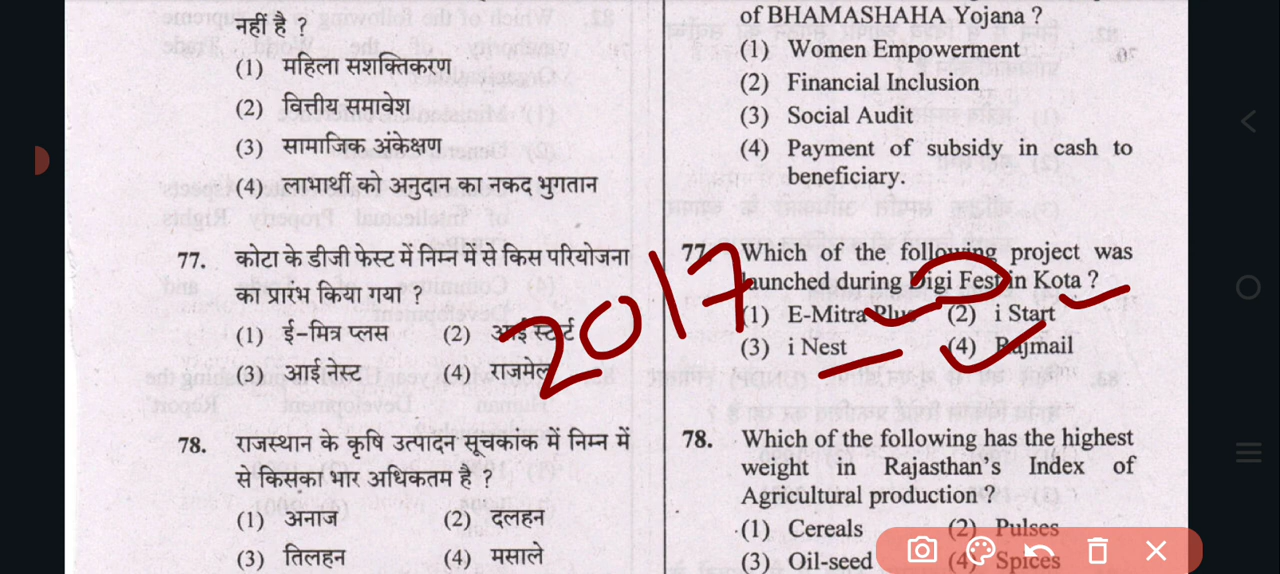 नहीं है ?
(1) महिला सशक्तिकरण
(2) वित्तीय समावेश
(3) सामाजिक अंकेक्षण
(4) लाभार्थी को अनुदान का नकद भुगतान
77. कोटा के डीजी फेस्ट में निम्न में से किस परियोजना
का प्रारंभ किया गया ?
(1) ई-मित्र प्लस (2) आई स्टार्ट
(3) आई नेस्ट (4) राजमेल
78. राजस्थान के कृषि उत्पादन सूचकांक में निम्न में
से किसका भार अधिकतम है ?
(1) अनाज (2) दलहन
(3) तिलहन (4) मसाले
of BHAMASHAHA Yojana ?
(1) Women Empowerment
(2) Financial Inclusion
(3) Social Audit
(4) Payment of subsidy in cash to
beneficiary.
77. Which of the following project was
launched during Digi Fest in Kota ?
(1) E-Mitra Plus (2) i Start
(3) i Nest (4) Rajmail
78. Which of the following has the highest
weight in Rajasthan's Index of
Agricultural production ?
(1) Cereals (2) Pulses
(3) Oil-seed (4) Spices
2017